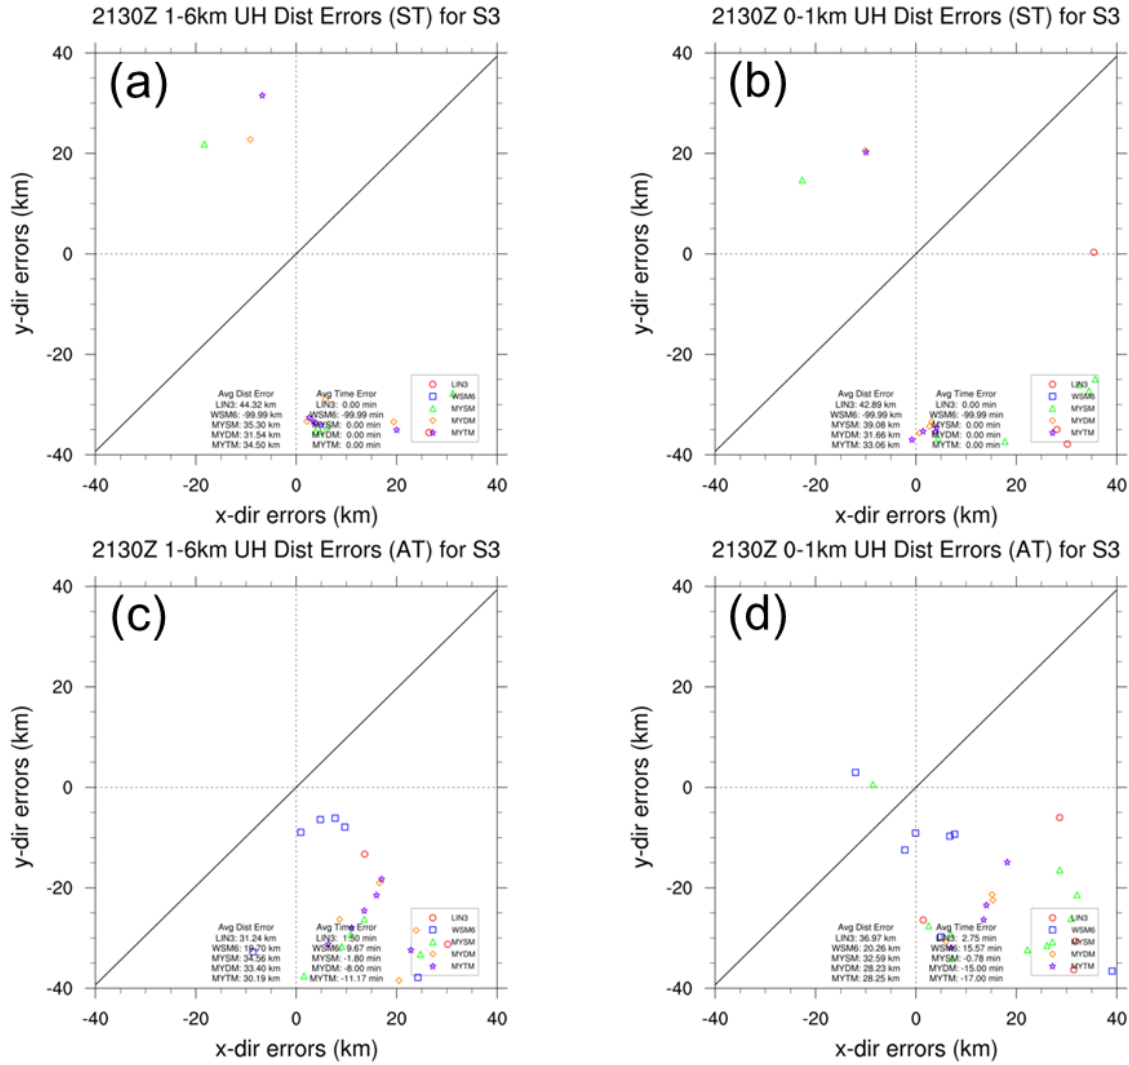 2130Z 1-6km UH Dist Errors (ST) for S3
(a)
40
20
0
-20
-40
y-dir errors (km)
Avg Dist Error
LIN3: 44.32 km
WSM6: -99.99 km
MYSM: 35.30 km
MYDM: 31.54 km
MYTM: 34.50 km
Avg Time Error
LIN3: 0.00 min
WSM6: -99.99 min
MYSM: 0.00 min
MYDM: 0.00 min
MYTM: 0.00 min
LIN3
WSM6
MYSM
MYDM
MYTM
-40 -20 0 20 40
x-dir errors (km)
2130Z 0-1km UH Dist Errors (ST) for S3
(b)
40
20
0
-20
-40
y-dir errors (km)
Avg Dist Error
LIN3: 42.89 km
WSM6: -99.99 km
MYSM: 39.08 km
MYDM: 31.66 km
MYTM: 33.06 km
Avg Time Error
LIN3: 0.00 min
WSM6: -99.99 min
MYSM: 0.00 min
MYDM: 0.00 min
MYTM: 0.00 min
LIN3
WSM6
MYSM
MYDM
MYTM
-40 -20 0 20 40
x-dir errors (km)
2130Z 1-6km UH Dist Errors (AT) for S3
(c)
40
20
0
-20
-40
y-dir errors (km)
Avg Dist Error
LIN3: 31.24 km
WSM6: 19.70 km
MYSM: 34.56 km
MYDM: 33.40 km
MYTM: 30.19 km
Avg Time Error
LIN3: 1.50 min
WSM6: 9.67 min
MYSM: -1.80 min
MYDM: -8.00 min
MYTM: -11.17 min
LIN3
WSM6
MYSM
MYDM
MYTM
-40 -20 0 20 40
x-dir errors (km)
2130Z 0-1km UH Dist Errors (AT) for S3
(d)
40
20
0
-20
-40
y-dir errors (km)
Avg Dist Error
LIN3: 36.97 km
WSM6: 20.26 km
MYSM: 32.59 km
MYDM: 28.23 km
MYTM: 28.25 km
Avg Time Error
LIN3: 2.75 min
WSM6: 15.57 min
MYSM: -0.78 min
MYDM: -15.00 min
MYTM: -17.00 min
LIN3
WSM6
MYSM
MYDM
MYTM
-40 -20 0 20 40
x-dir errors (km)